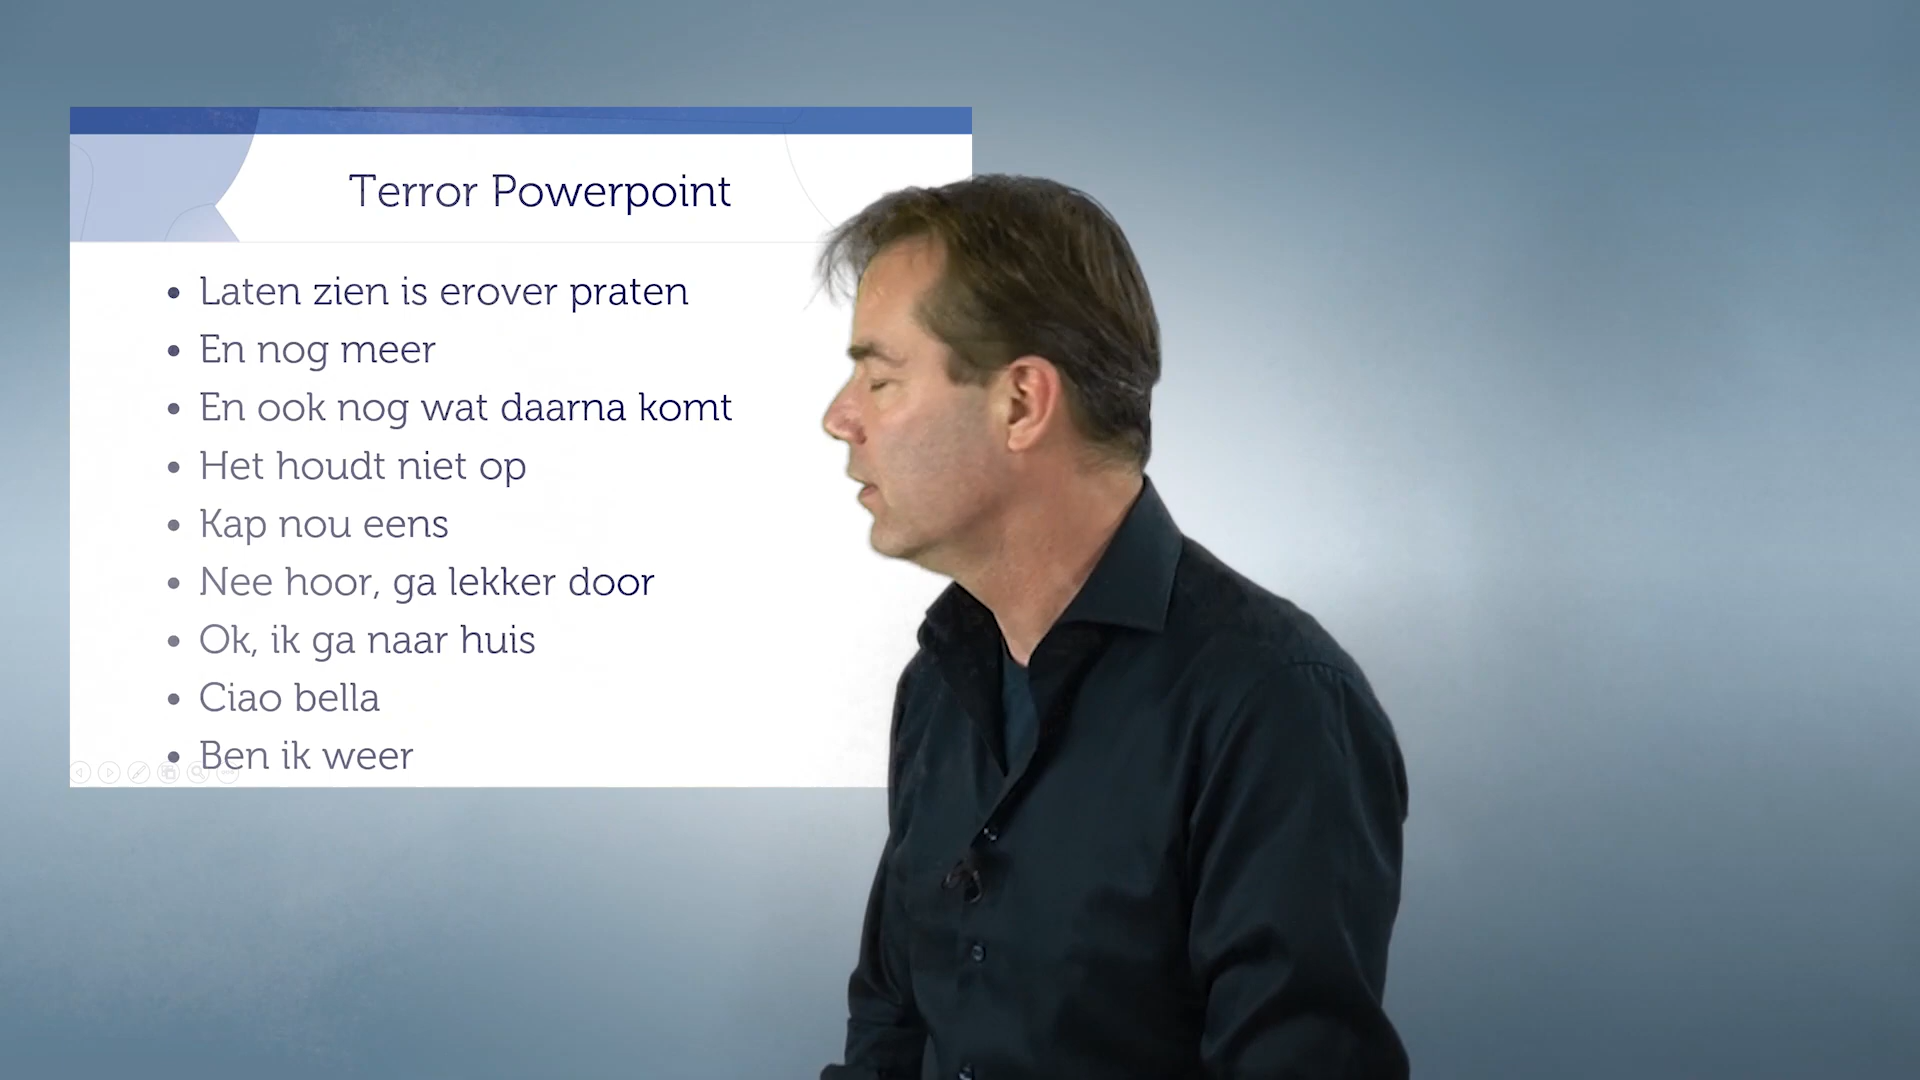 Terror Powerpoint
• Laten zien is erover praten
• En nog meer
• En ook nog wat daarna komt
• Het houdt niet op
• Kap nou eens
• Nee hoor, ga lekker door
• Ok, ik ga naar huis
• Ciao bella
• Ben ik weer